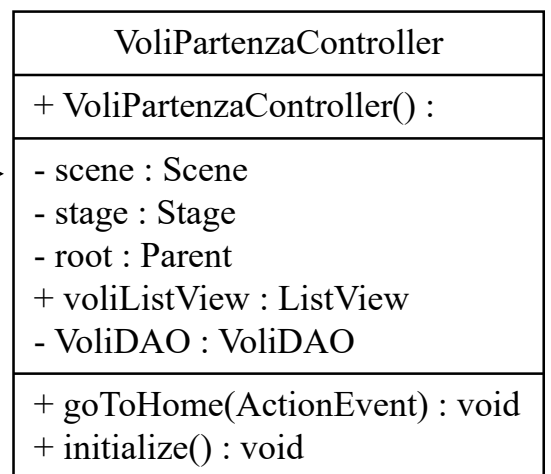 VoliPartenzaController
+ VoliPartenzaController() :
- scene : Scene
- stage : Stage
- root : Parent
+ voliListView : ListView
- VoliDAO : VoliDAO
+ goToHome(ActionEvent) : void
+ initialize() : void